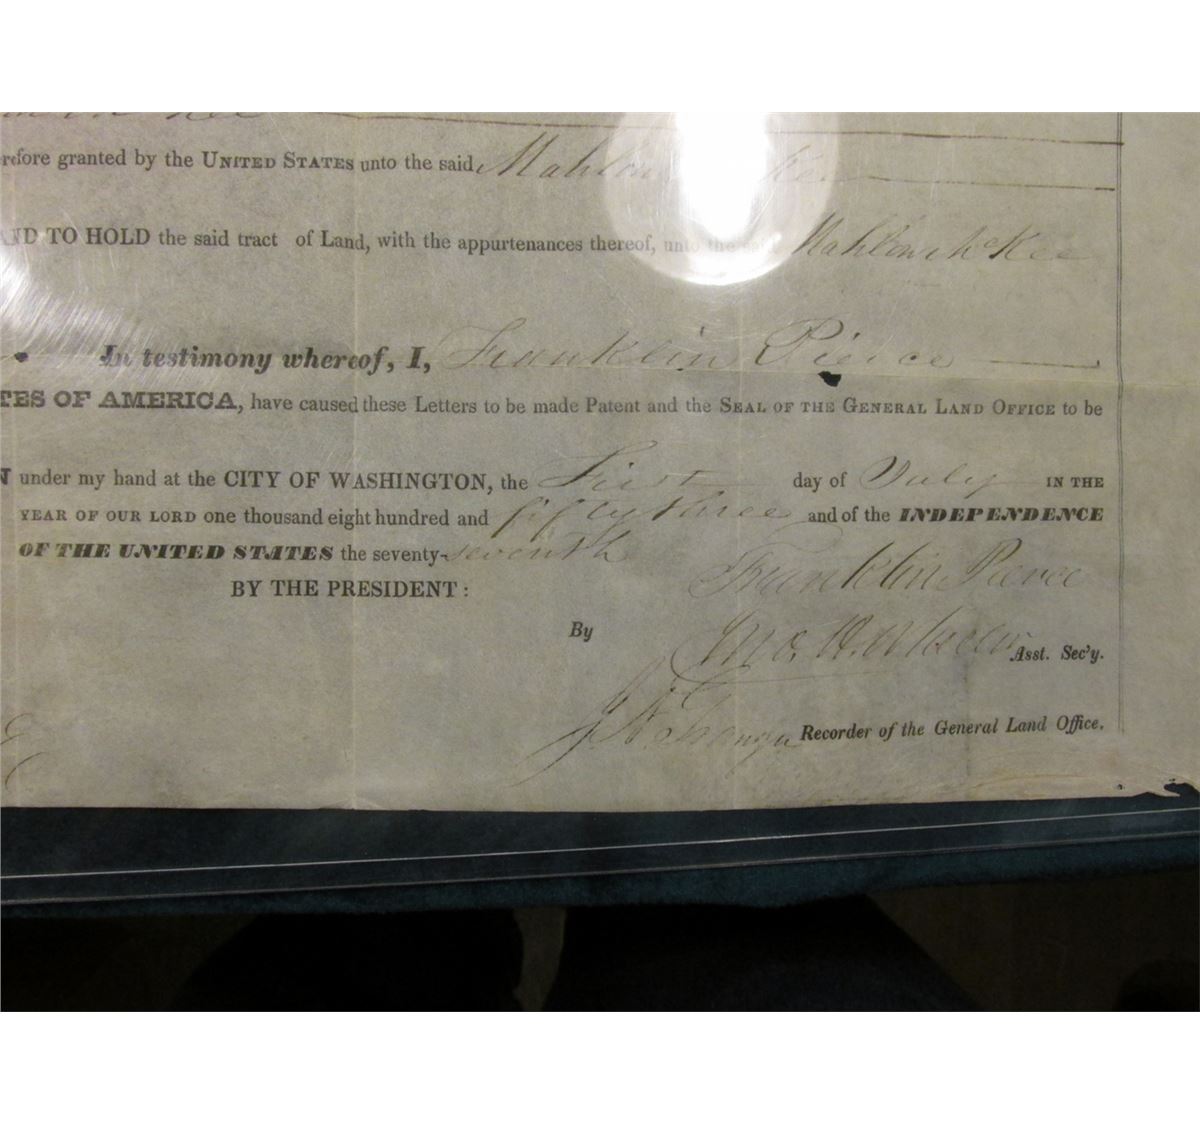 refore granted by the UNITED STATES unto the said Mahlon Kee
AND TO HOLD the said tract of Land, with the appurtenances thereof, unto the said Mahlon McKee
In testimony whereof, I, Franklin Pierce
TES OF AMERICA, have caused these Letters to be made Patent and the SEAL OF THE GENERAL LAND OFFICE to be
N under my hand at the CITY OF WASHINGTON, the First day of July IN THE
YEAR OF OUR LORD one thousand eight hundred and fifty three and of the INDEPENDENCE
OF THE UNITED STATES the seventy-seventh
BY THE PRESIDENT: Franklin Pierce
By Asst. Sec'y.
Recorder of the General Land Office.